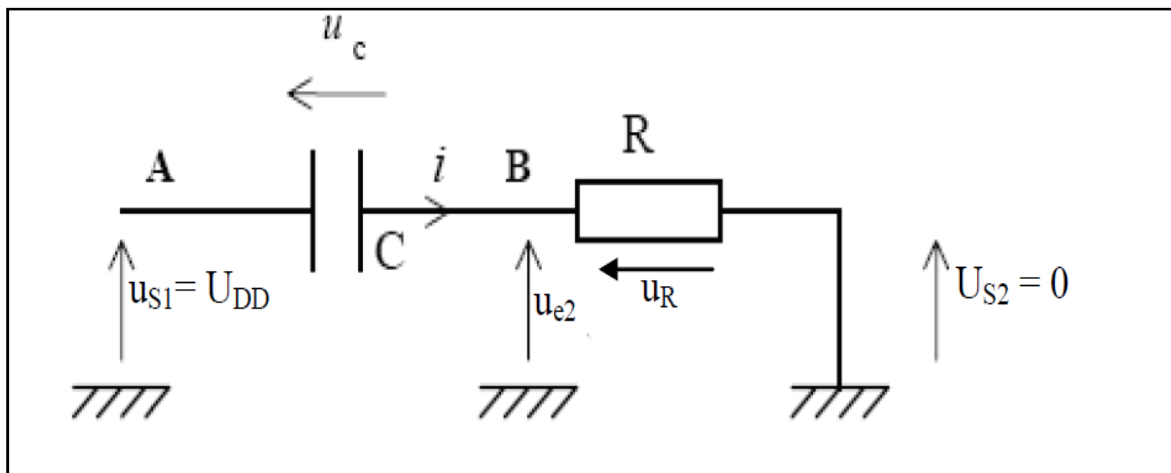 u c
A
i
B
R
C
uS1= UDD
ue2
uR
US2 = 0